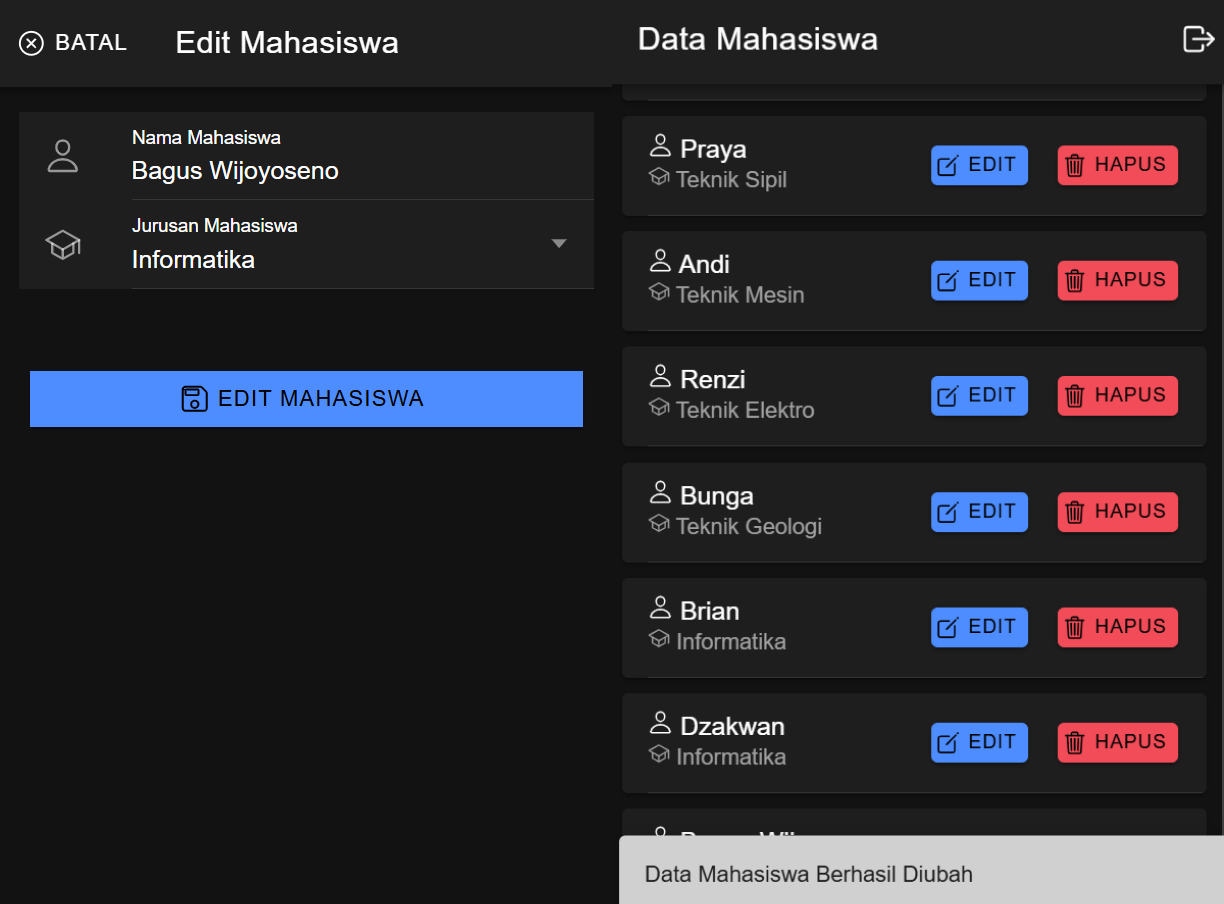 BATAL
Edit Mahasiswa
Nama Mahasiswa
Bagus Wijoyoseno
Jurusan Mahasiswa
Informatika
EDIT MAHASISWA
Data Mahasiswa
Praya
Teknik Sipil
EDIT
HAPUS
Andi
Teknik Mesin
EDIT
HAPUS
Renzi
Teknik Elektro
EDIT
HAPUS
Bunga
Teknik Geologi
EDIT
HAPUS
Brian
Informatika
EDIT
HAPUS
Dzakwan
Informatika
EDIT
HAPUS
Data Mahasiswa Berhasil Diubah